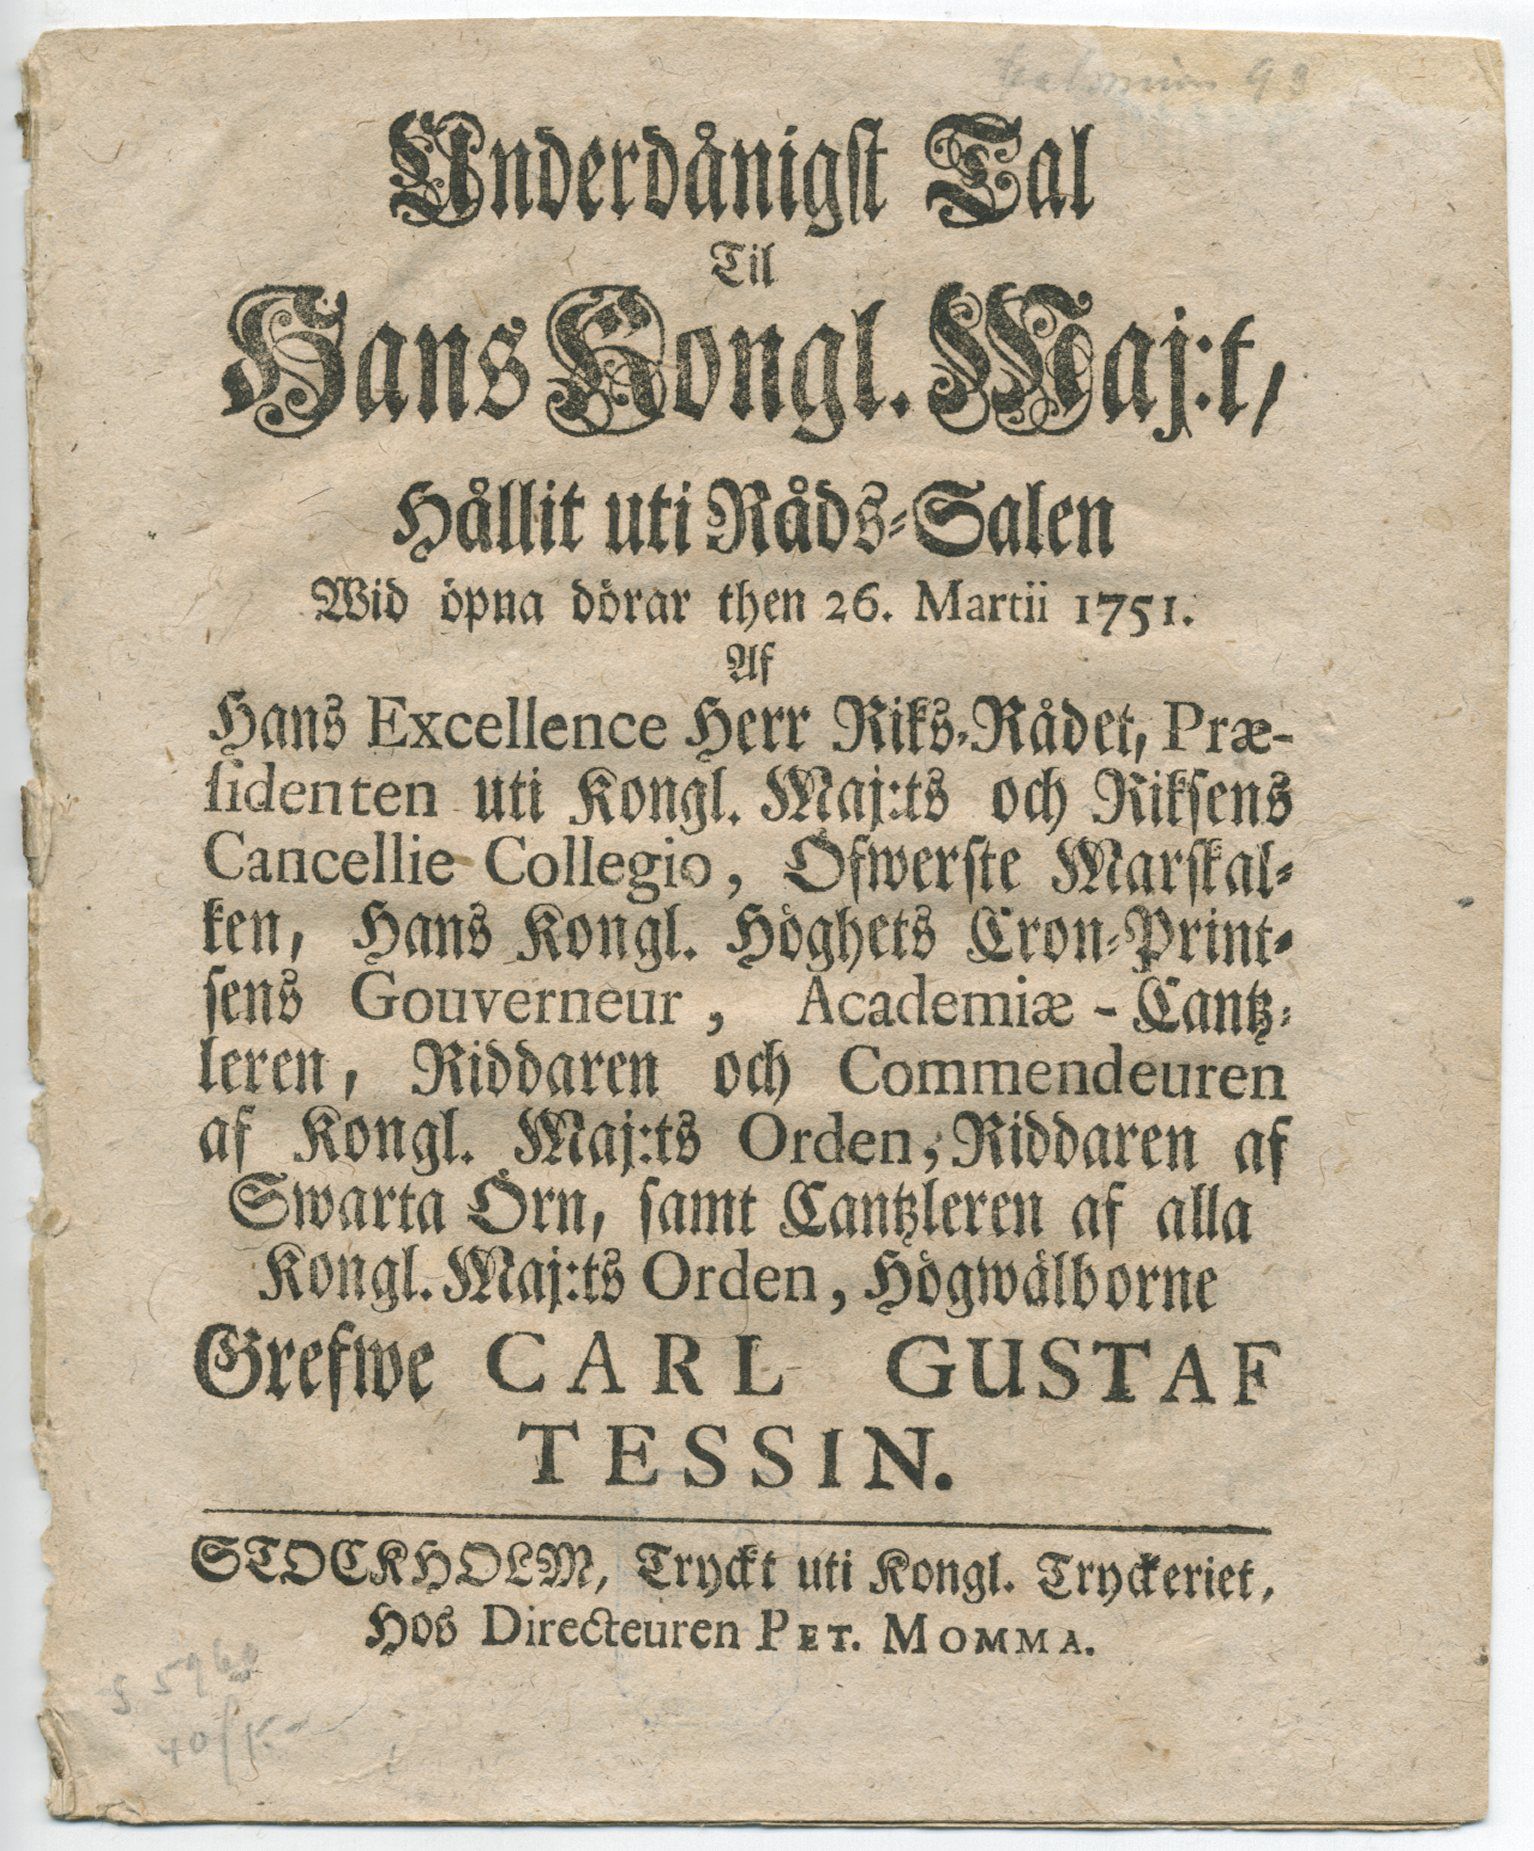 Underdånigst Tal
Til
Hans Kongl. Maj:t,
Hållit uti Råds-Salen
Wid öpna dörar then 26. Martii 1751.
Af
Hans Excellence Herr Riks-Rådet, Præ-
sidenten uti Kongl. Maj:ts och Riksens
Cancellie Collegio, Öfwerste Marskal-
ken, Hans Kongl. Höghets Cron-Print-
sens Gouverneur, Academiæ-Cantz-
leren, Riddaren och Commendeuren
af Kongl. Maj:ts Orden, Riddaren af
Swarta Örn, samt Cantzleren af alla
Kongl. Maj:ts Orden, Högwälborne
Grefwe CARL GUSTAF
TESSIN.
STOCKHOLM, Tryckt uti Kongl. Tryckeriet,
Hos Directeuren PET. MOMMA.